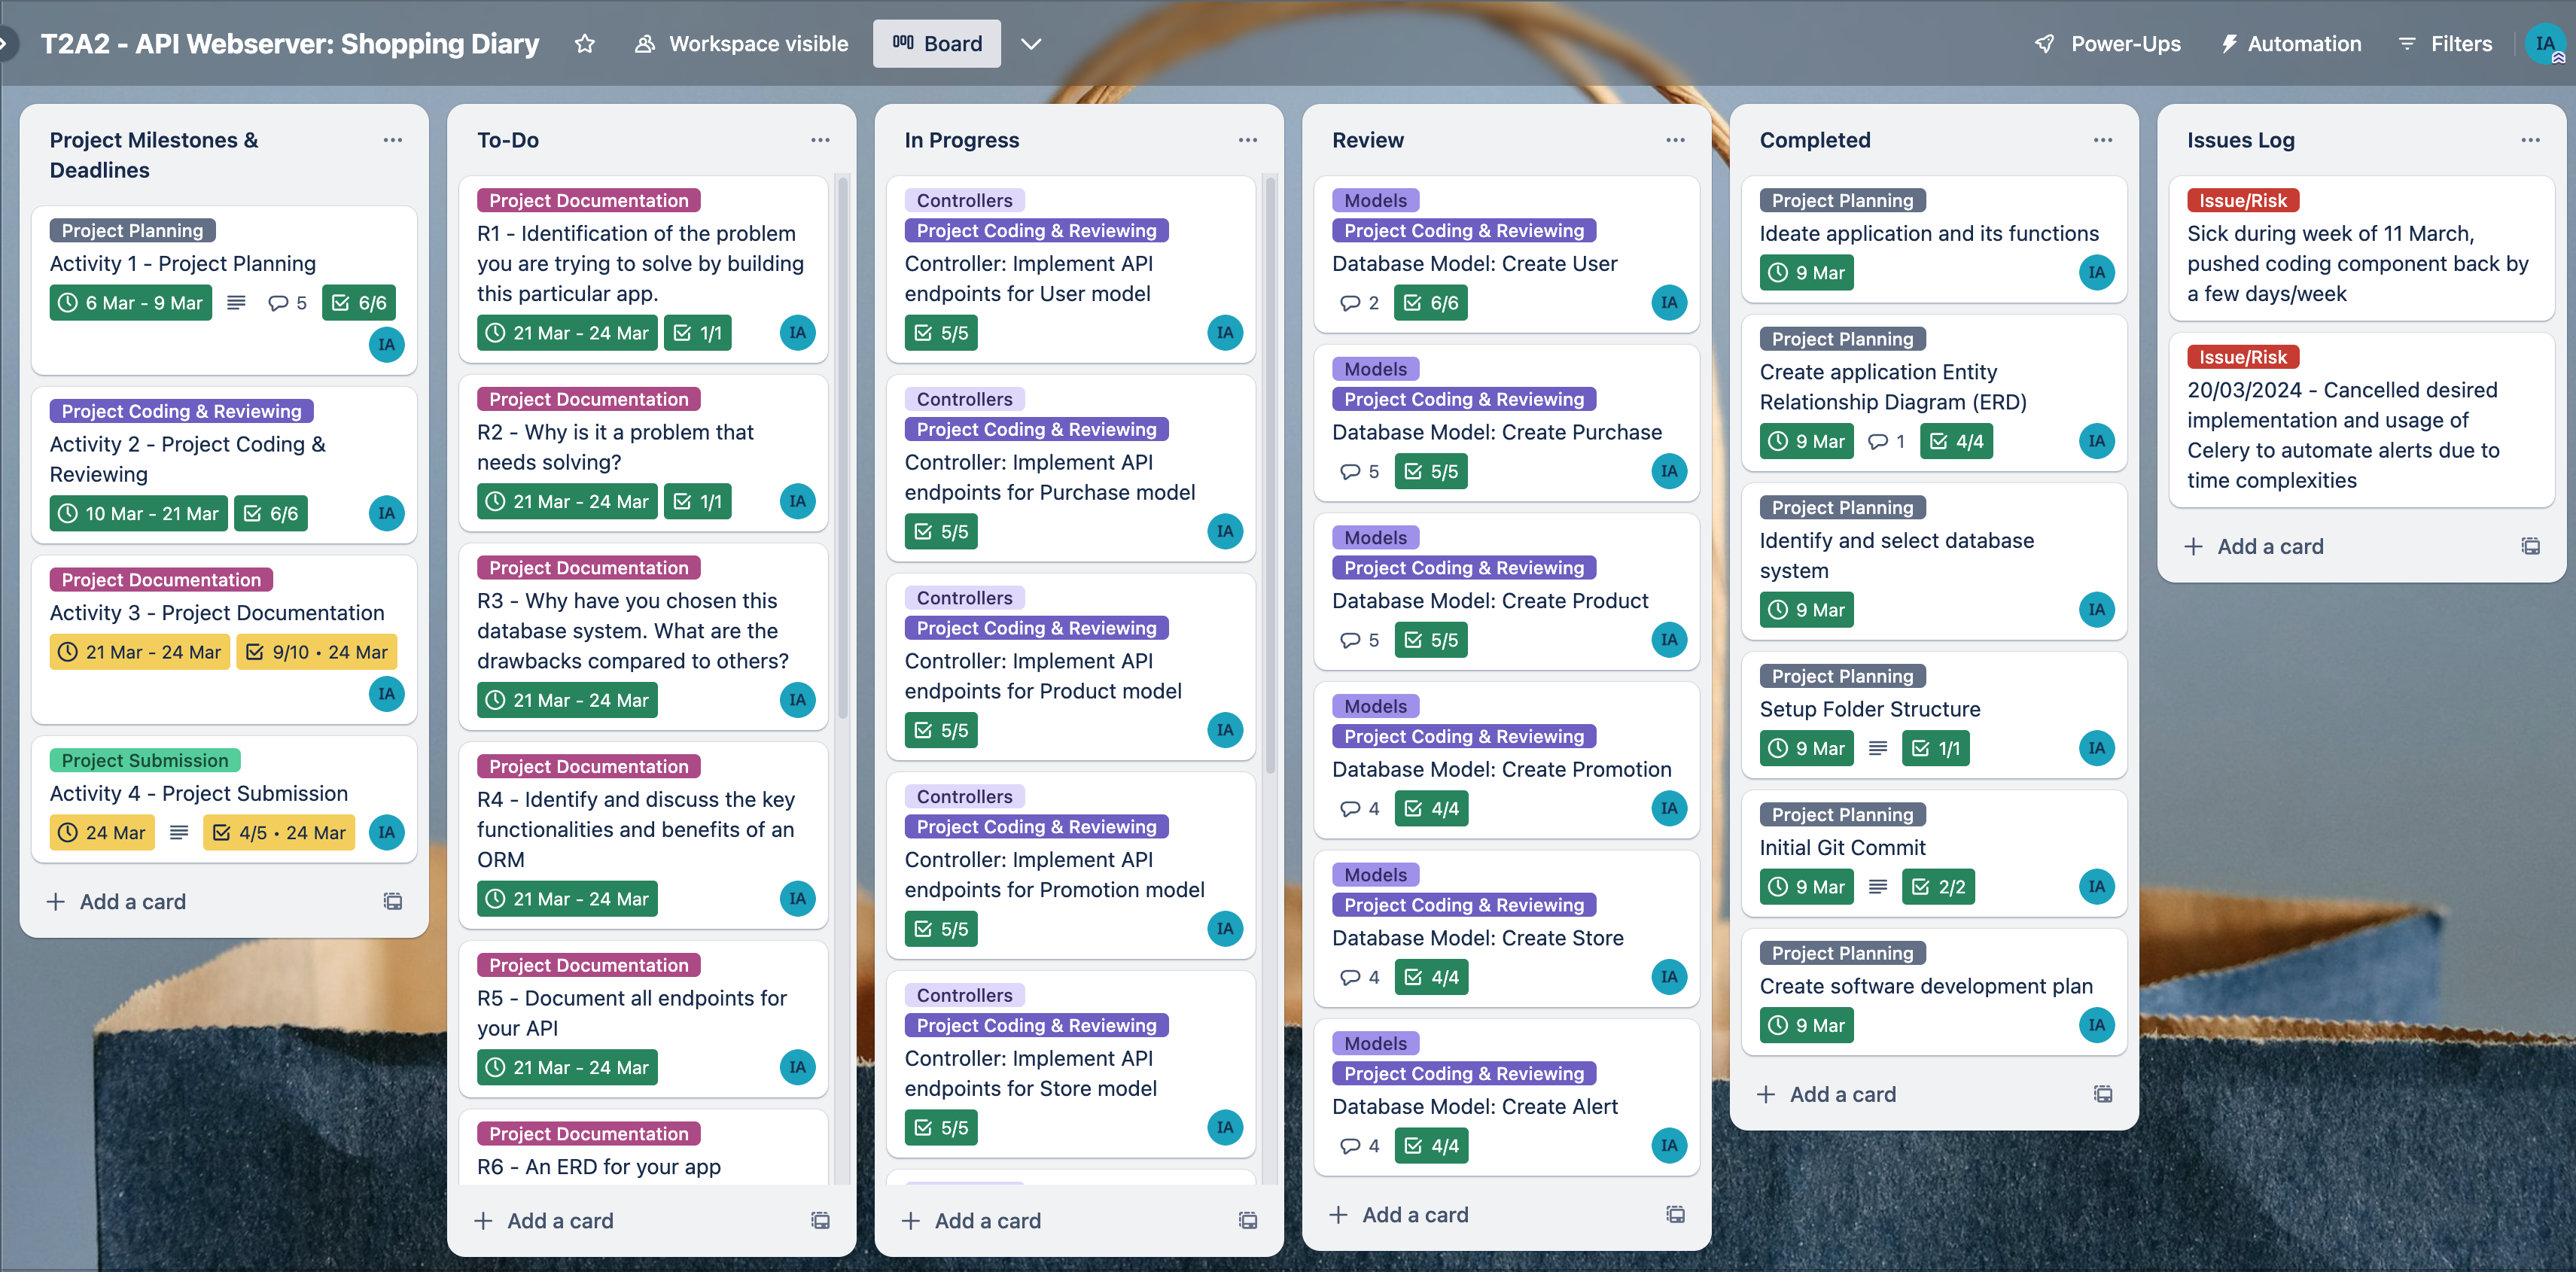 T2A2 - API Webserver: Shopping Diary
Workspace visible
Board
Power-Ups
Automation
Filters
IA
Project Milestones &
Deadlines
Project Planning
Activity 1 - Project Planning
6 Mar - 9 Mar 5 6/6
IA
Project Coding & Reviewing
Activity 2 - Project Coding &
Reviewing
10 Mar - 21 Mar 6/6 IA
Project Documentation
Activity 3 - Project Documentation
21 Mar - 24 Mar 9/10 • 24 Mar
IA
Project Submission
Activity 4 - Project Submission
24 Mar 4/5 • 24 Mar IA
+ Add a card
To-Do
Project Documentation
R1 - Identification of the problem
you are trying to solve by building
this particular app.
21 Mar - 24 Mar 1/1 IA
Project Documentation
R2 - Why is it a problem that
needs solving?
21 Mar - 24 Mar 1/1 IA
Project Documentation
R3 - Why have you chosen this
database system. What are the
drawbacks compared to others?
21 Mar - 24 Mar IA
Project Documentation
R4 - Identify and discuss the key
functionalities and benefits of an
ORM
21 Mar - 24 Mar IA
Project Documentation
R5 - Document all endpoints for
your API
21 Mar - 24 Mar IA
Project Documentation
R6 - An ERD for your app
+ Add a card
In Progress
Controllers
Project Coding & Reviewing
Controller: Implement API
endpoints for User model
5/5 IA
Controllers
Project Coding & Reviewing
Controller: Implement API
endpoints for Purchase model
5/5 IA
Controllers
Project Coding & Reviewing
Controller: Implement API
endpoints for Product model
5/5 IA
Controllers
Project Coding & Reviewing
Controller: Implement API
endpoints for Promotion model
5/5 IA
Controllers
Project Coding & Reviewing
Controller: Implement API
endpoints for Store model
5/5 IA
+ Add a card
Review
Models
Project Coding & Reviewing
Database Model: Create User
2 6/6 IA
Models
Project Coding & Reviewing
Database Model: Create Purchase
5 5/5 IA
Models
Project Coding & Reviewing
Database Model: Create Product
5 5/5 IA
Models
Project Coding & Reviewing
Database Model: Create Promotion
4 4/4 IA
Models
Project Coding & Reviewing
Database Model: Create Store
4 4/4 IA
Models
Project Coding & Reviewing
Database Model: Create Alert
4 4/4 IA
+ Add a card
Completed
Project Planning
Ideate application and its functions
9 Mar IA
Project Planning
Create application Entity
Relationship Diagram (ERD)
9 Mar 1 4/4 IA
Project Planning
Identify and select database
system
9 Mar IA
Project Planning
Setup Folder Structure
9 Mar 1/1 IA
Project Planning
Initial Git Commit
9 Mar 2/2 IA
Project Planning
Create software development plan
9 Mar IA
+ Add a card
Issues Log
Issue/Risk
Sick during week of 11 March,
pushed coding component back by
a few days/week
Issue/Risk
20/03/2024 - Cancelled desired
implementation and usage of
Celery to automate alerts due to
time complexities
+ Add a card